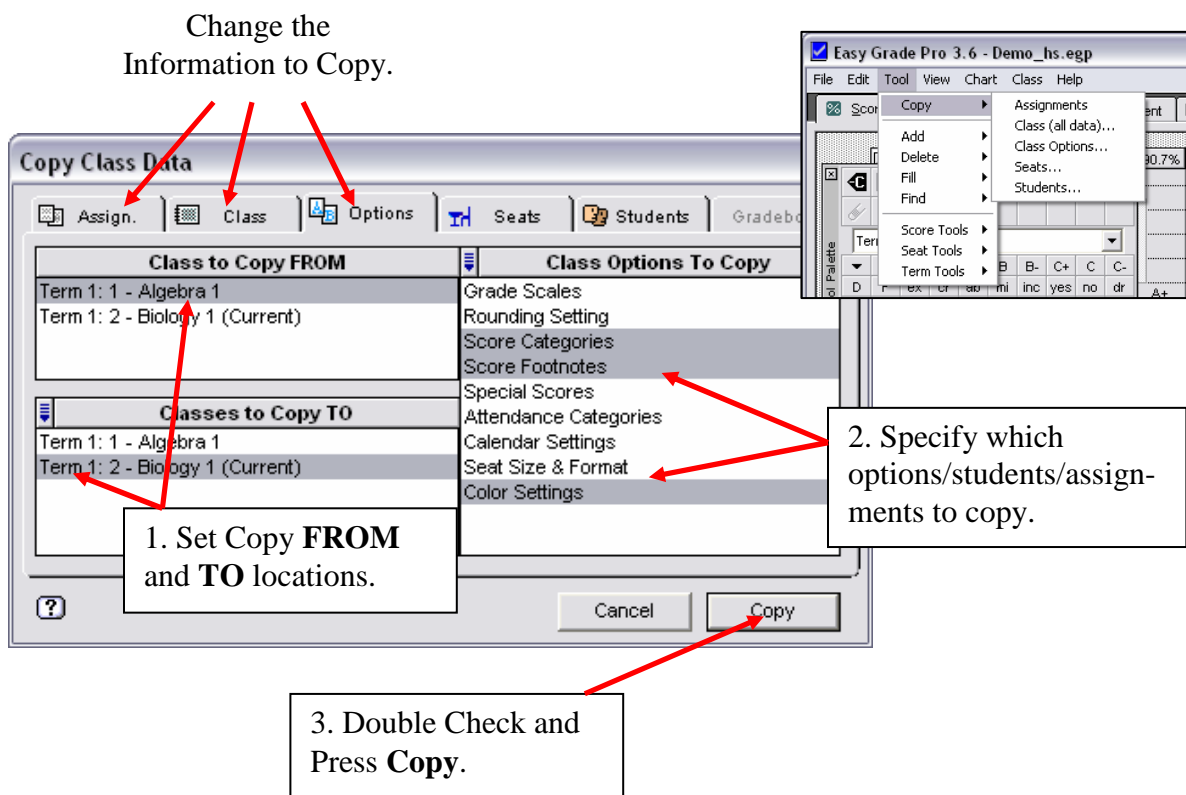 Change the
Information to Copy.
Easy Grade Pro 3.6 - Demo_hs.egp
File Edit Tool View Chart Class Help
Copy
Add
Delete
Fill
Find
Score Tools
Seat Tools
Term Tools
Assignments
Class (all data)...
Class Options...
Seats...
Students...
B B- C+ C C-
D F ex cr ab mi inc yes no dr
A+
Copy Class Data
Assign. Class Options Seats Students
Class to Copy FROM
Term 1: 1 - Algebra 1
Term 1: 2 - Biology 1 (Current)
Classes to Copy TO
Term 1: 1 - Algebra 1
Term 1: 2 - Biology 1 (Current)
Class Options To Copy
Grade Scales
Rounding Setting
Score Categories
Score Footnotes
Special Scores
Attendance Categories
Calendar Settings
Seat Size & Format
Color Settings
1. Set Copy FROM
and TO locations.
2. Specify which
options/students/assign-
ments to copy.
? Cancel Copy
3. Double Check and
Press Copy.